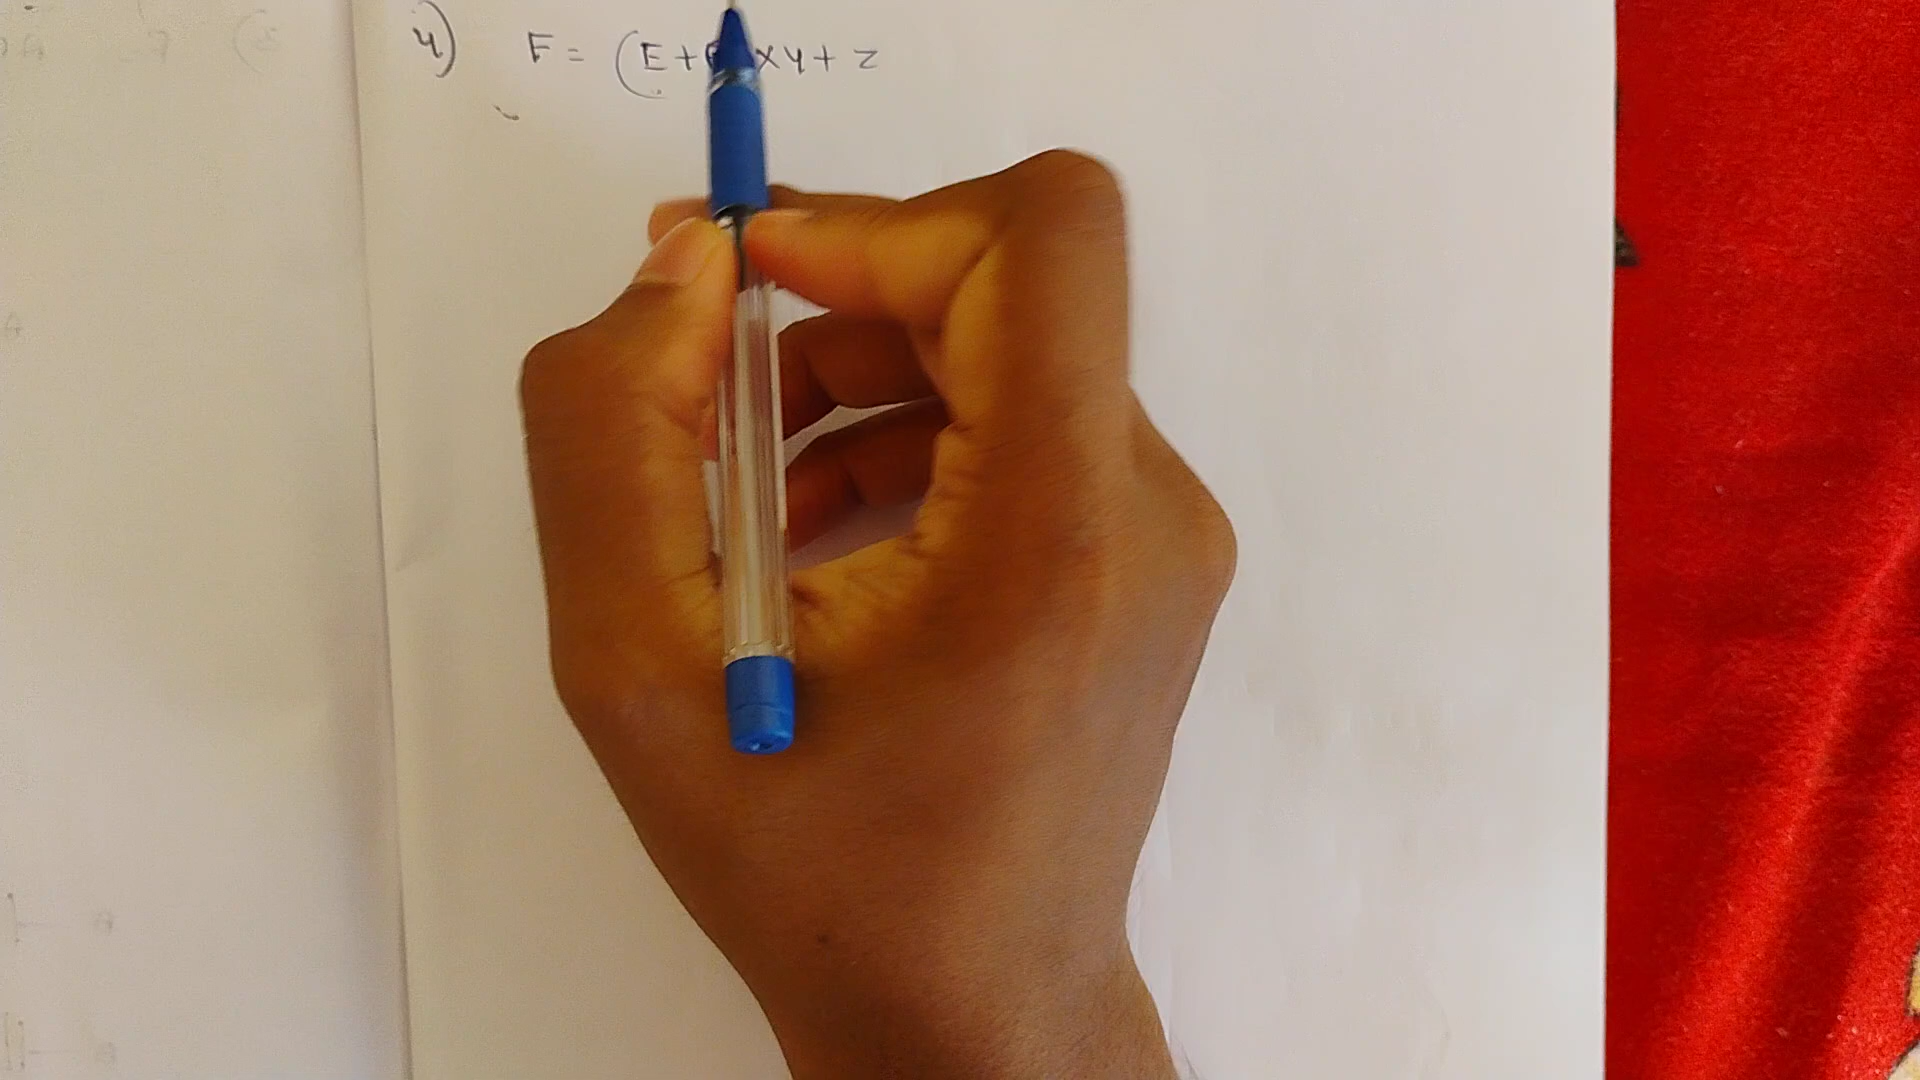 4) F = (E+ xy + z